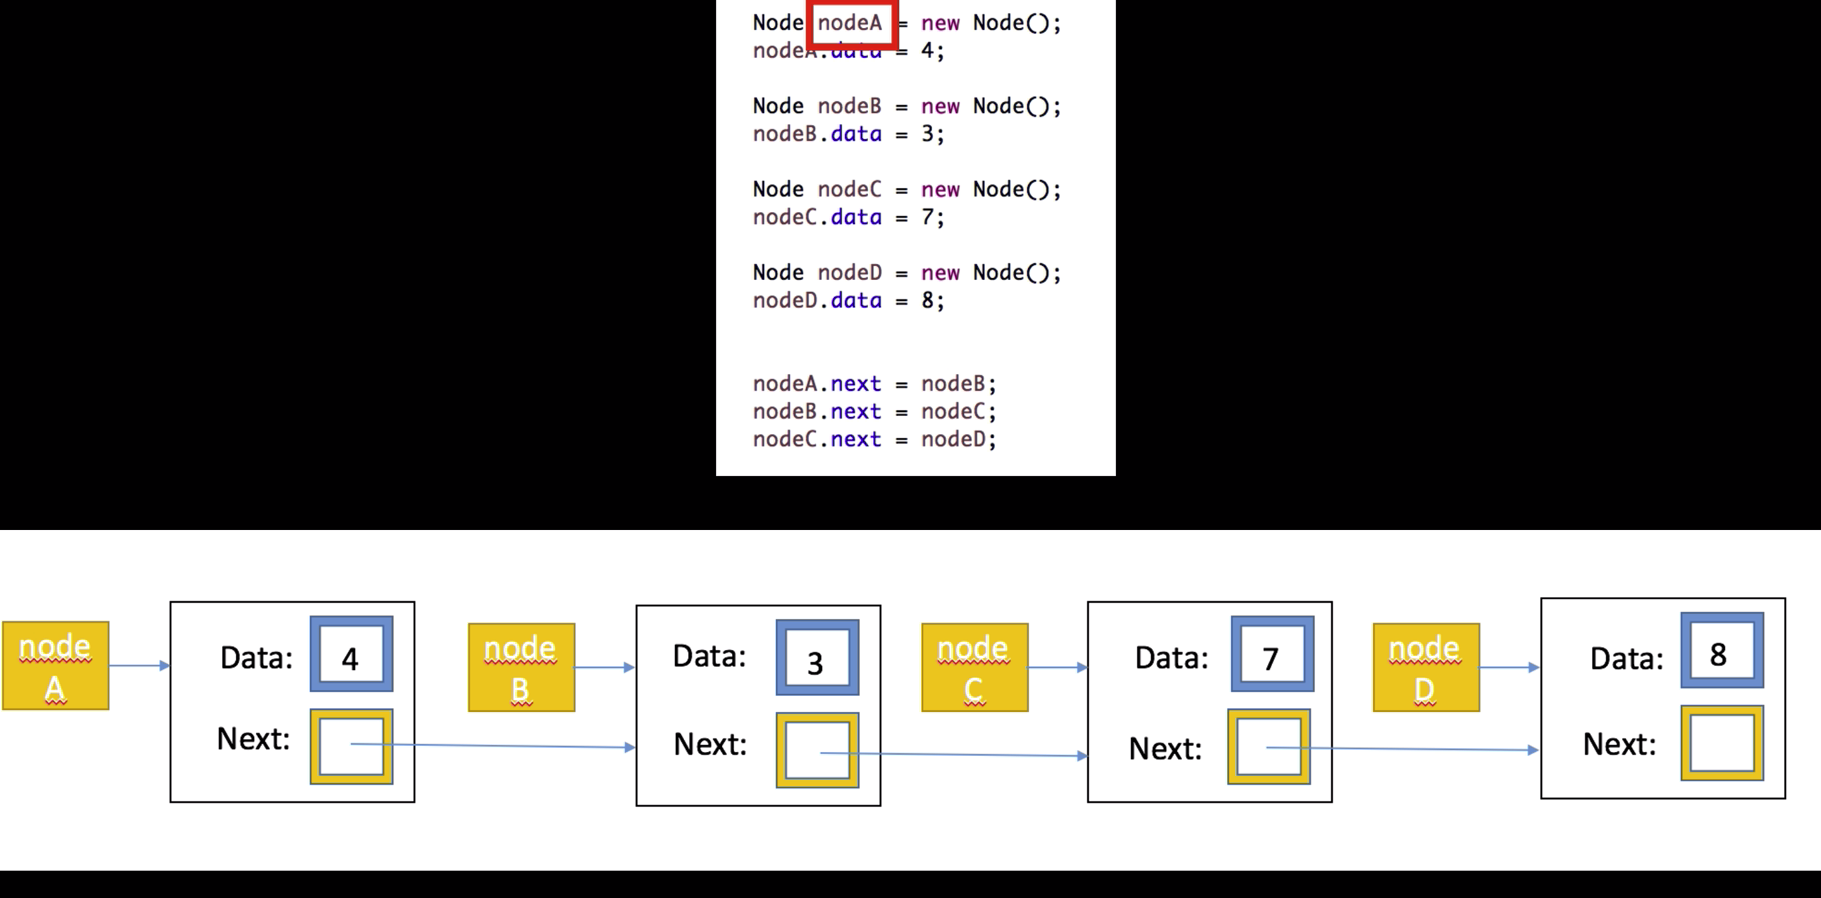 Node nodeA = new Node();
nodeA.data = 4;
Node nodeB = new Node();
nodeB.data = 3;
Node nodeC = new Node();
nodeC.data = 7;
Node nodeD = new Node();
nodeD.data = 8;
nodeA.next = nodeB;
nodeB.next = nodeC;
nodeC.next = nodeD;
node
A
Data: 4
Next:
node
B
Data: 3
Next:
node
C
Data: 7
Next:
node
D
Data: 8
Next: